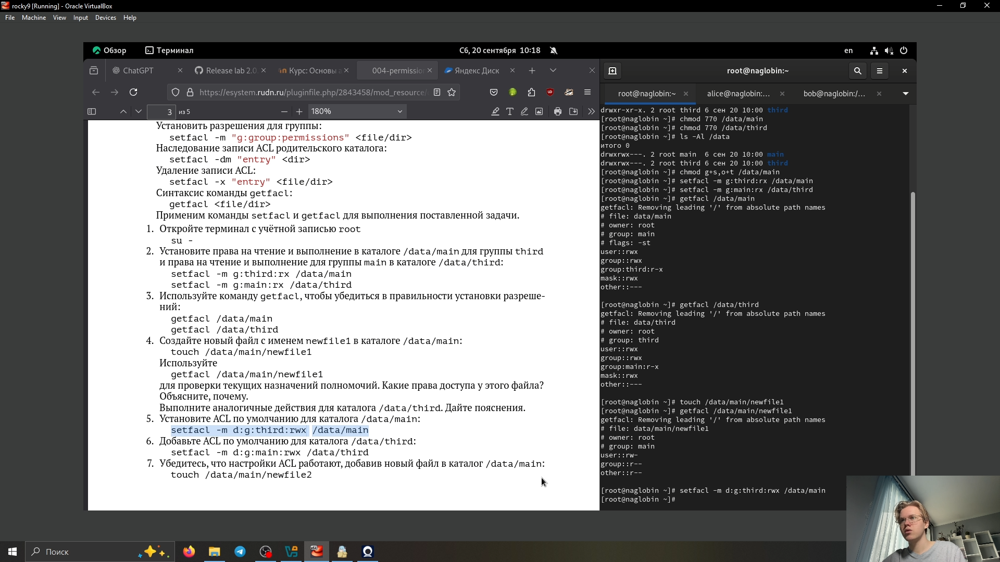 rocky9 [Running] - Oracle VirtualBox
File Machine View Input Devices Help
Обзор Терминал Сб, 20 сентября 10:18 en
ChatGPT Release lab 2.0. Курс: Основы а 004-permissio Яндекс Диск
https://esystem.rudn.ru/pluginfile.php/2843458/mod_resource/
3 из 5 180%
Установить разрешения для группы:
setfacl -m "g:group:permissions" <file/dir>
Наследование записи ACL родительского каталога:
setfacl -dm "entry" <dir>
Удаление записи ACL:
setfacl -x "entry" <file/dir>
Синтаксис команды getfacl:
getfacl <file/dir>
Применим команды setfacl и getfacl для выполнения поставленной задачи.
1. Откройте терминал с учётной записью root
su -
2. Установите права на чтение и выполнение в каталоге /data/main для группы third
и права на чтение и выполнение для группы main в каталоге /data/third:
setfacl -m g:third:rx /data/main
setfacl -m g:main:rx /data/third
3. Используйте команду getfacl, чтобы убедиться в правильности установки разреше-
ний:
getfacl /data/main
getfacl /data/third
4. Создайте новый файл с именем newfile1 в каталоге /data/main:
touch /data/main/newfile1
Используйте
getfacl /data/main/newfile1
для проверки текущих назначений полномочий. Какие права доступа у этого файла?
Объясните, почему.
Выполните аналогичные действия для каталога /data/third. Дайте пояснения.
5. Установите ACL по умолчанию для каталога /data/main:
setfacl -m d:g:third:rwx /data/main
6. Добавьте ACL по умолчанию для каталога /data/third:
setfacl -m d:g:main:rwx /data/third
7. Убедитесь, что настройки ACL работают, добавив новый файл в каталог /data/main:
touch /data/main/newfile2
root@naglobin:~
root@naglobin:~ alice@naglobin:... bob@naglobin:/...
drwxr-xr-x. 2 root third 6 сен 20 10:00 third
[root@naglobin ~]# chmod 770 /data/main
[root@naglobin ~]# chmod 770 /data/third
[root@naglobin ~]# ls -Al /data
итого 0
drwxrwx---. 2 root main  6 сен 20 10:00 main
drwxrwx---. 2 root third 6 сен 20 10:00 third
[root@naglobin ~]# chmod g+s,o+t /data/main
[root@naglobin ~]# setfacl -m g:third:rx /data/main
[root@naglobin ~]# setfacl -m g:main:rx /data/third
[root@naglobin ~]# getfacl /data/main
getfacl: Removing leading '/' from absolute path names
# file: data/main
# owner: root
# group: main
# flags: -st
user::rwx
group::rwx
group:third:r-x
mask::rwx
other::---
[root@naglobin ~]# getfacl /data/third
getfacl: Removing leading '/' from absolute path names
# file: data/third
# owner: root
# group: third
user::rwx
group::rwx
group:main:r-x
mask::rwx
other::---
[root@naglobin ~]# touch /data/main/newfile1
[root@naglobin ~]# getfacl /data/main/newfile1
getfacl: Removing leading '/' from absolute path names
# file: data/main/newfile1
# owner: root
# group: main
user::rw-
group::r--
other::r--
[root@naglobin ~]# setfacl -m d:g:third:rwx /data/main
[root@naglobin ~]#
Поиск